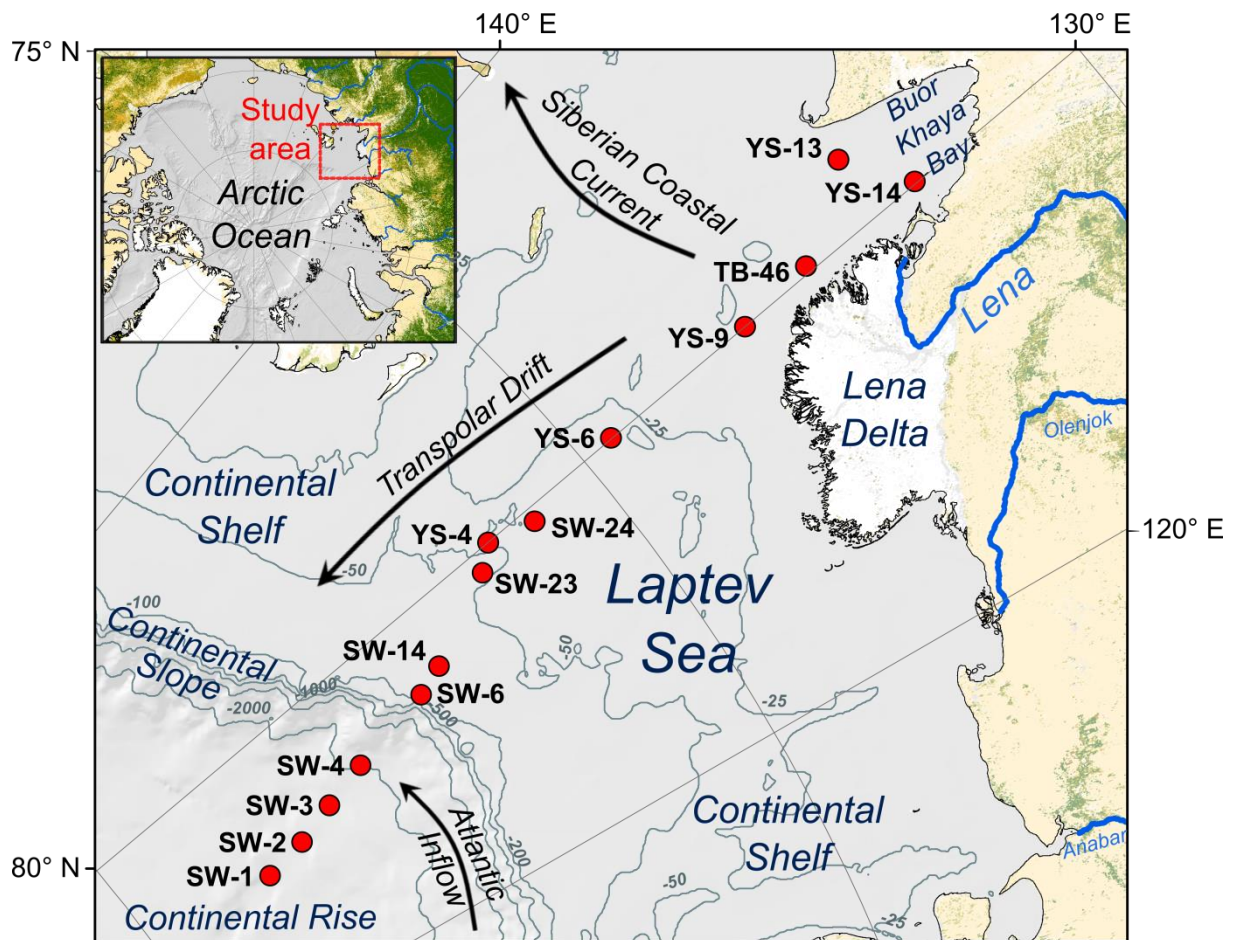 140° E
130° E
75° N
Study
area
Arctic
Ocean
Siberian Coastal
Current
Buor
Khaya
Bay
YS-13
YS-14
TB-46
YS-9
Lena
Lena
Delta
Olenjok
25
Transpolar Drift
YS-6
-25
Continental
Shelf
YS-4
SW-24
SW-23
120° E
-50
Laptev
Sea
-100
Continental
Slope
SW-14
SW-6
-50
-1000
-2000
-500
-25
SW-4
SW-3
SW-2
SW-1
Atlantic
Inflow
-200
Continental
Shelf
Anabar
80° N
-50
-25
Continental Rise